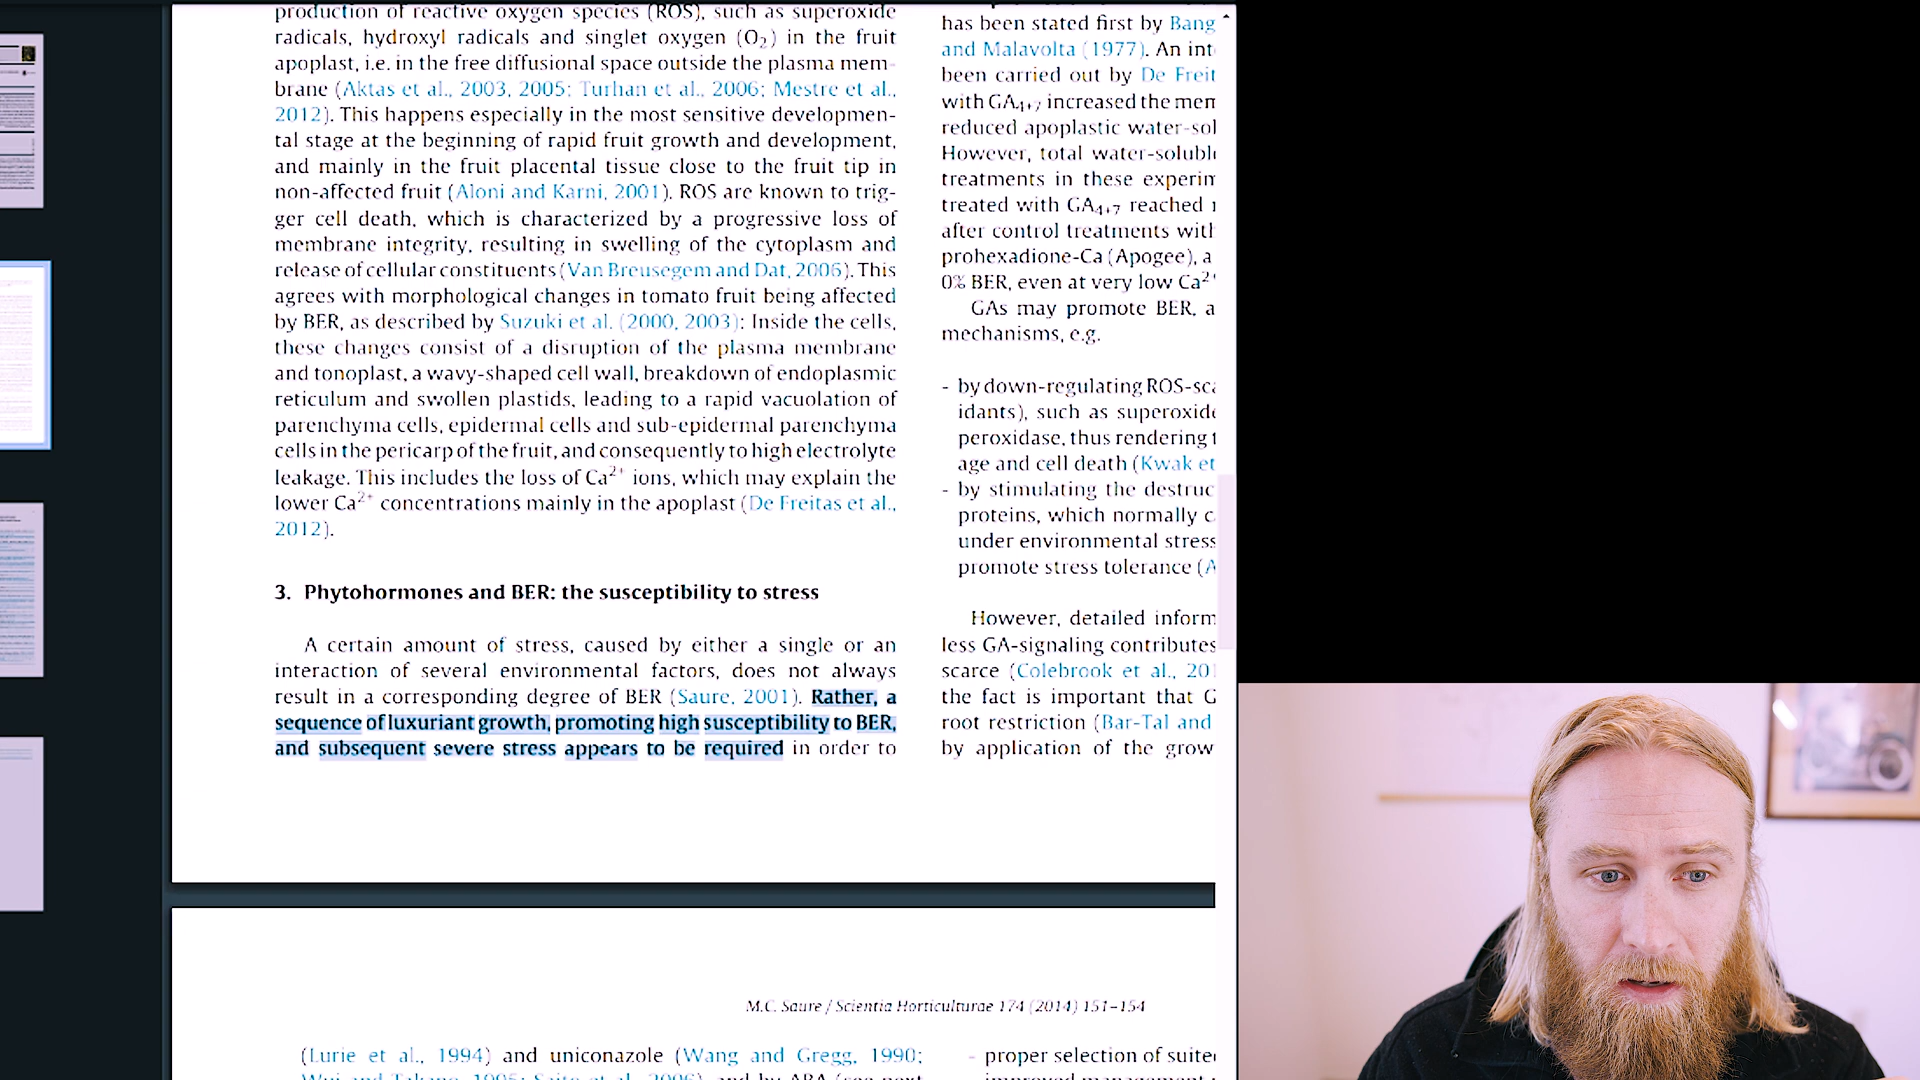 production of reactive oxygen species (ROS), such as superoxide
radicals, hydroxyl radicals and singlet oxygen (O₂) in the fruit
apoplast, i.e. in the free diffusional space outside the plasma mem-
brane (Aktas et al., 2003, 2005; Turhan et al., 2006; Mestre et al.,
2012). This happens especially in the most sensitive developmen-
tal stage at the beginning of rapid fruit growth and development,
and mainly in the fruit placental tissue close to the fruit tip in
non-affected fruit (Aloni and Karni, 2001). ROS are known to trig-
ger cell death, which is characterized by a progressive loss of
membrane integrity, resulting in swelling of the cytoplasm and
release of cellular constituents (Van Breusegem and Dat, 2006). This
agrees with morphological changes in tomato fruit being affected
by BER, as described by Suzuki et al. (2000, 2003): Inside the cells,
these changes consist of a disruption of the plasma membrane
and tonoplast, a wavy-shaped cell wall, breakdown of endoplasmic
reticulum and swollen plastids, leading to a rapid vacuolation of
parenchyma cells, epidermal cells and sub-epidermal parenchyma
cells in the pericarp of the fruit, and consequently to high electrolyte
leakage. This includes the loss of Ca²⁺ ions, which may explain the
lower Ca²⁺ concentrations mainly in the apoplast (De Freitas et al.,
2012).
3. Phytohormones and BER: the susceptibility to stress
A certain amount of stress, caused by either a single or an
interaction of several environmental factors, does not always
result in a corresponding degree of BER (Saure, 2001). Rather, a
sequence of luxuriant growth, promoting high susceptibility to BER,
and subsequent severe stress appears to be required in order to
has been stated first by Bang
and Malavolta (1977). An int
been carried out by De Freit
with GA₄₊₇ increased the mem
reduced apoplastic water-sol
However, total water-soluble
treatments in these experim
treated with GA₄₊₇ reached
after control treatments with
prohexadione-Ca (Apogee), a
0% BER, even at very low Ca²⁺
GAs may promote BER, a
mechanisms, e.g.
- by down-regulating ROS-sca
idants), such as superoxide
peroxidase, thus rendering t
age and cell death (Kwak et
- by stimulating the destruc
proteins, which normally c
under environmental stress
promote stress tolerance (A
However, detailed inform
less GA-signaling contributes
scarce (Colebrook et al., 201
the fact is important that G
root restriction (Bar-Tal and
by application of the grow
M.C. Saure / Scientia Horticulturae 174 (2014) 151–154
(Lurie et al., 1994) and uniconazole (Wang and Gregg, 1990;
- proper selection of suite